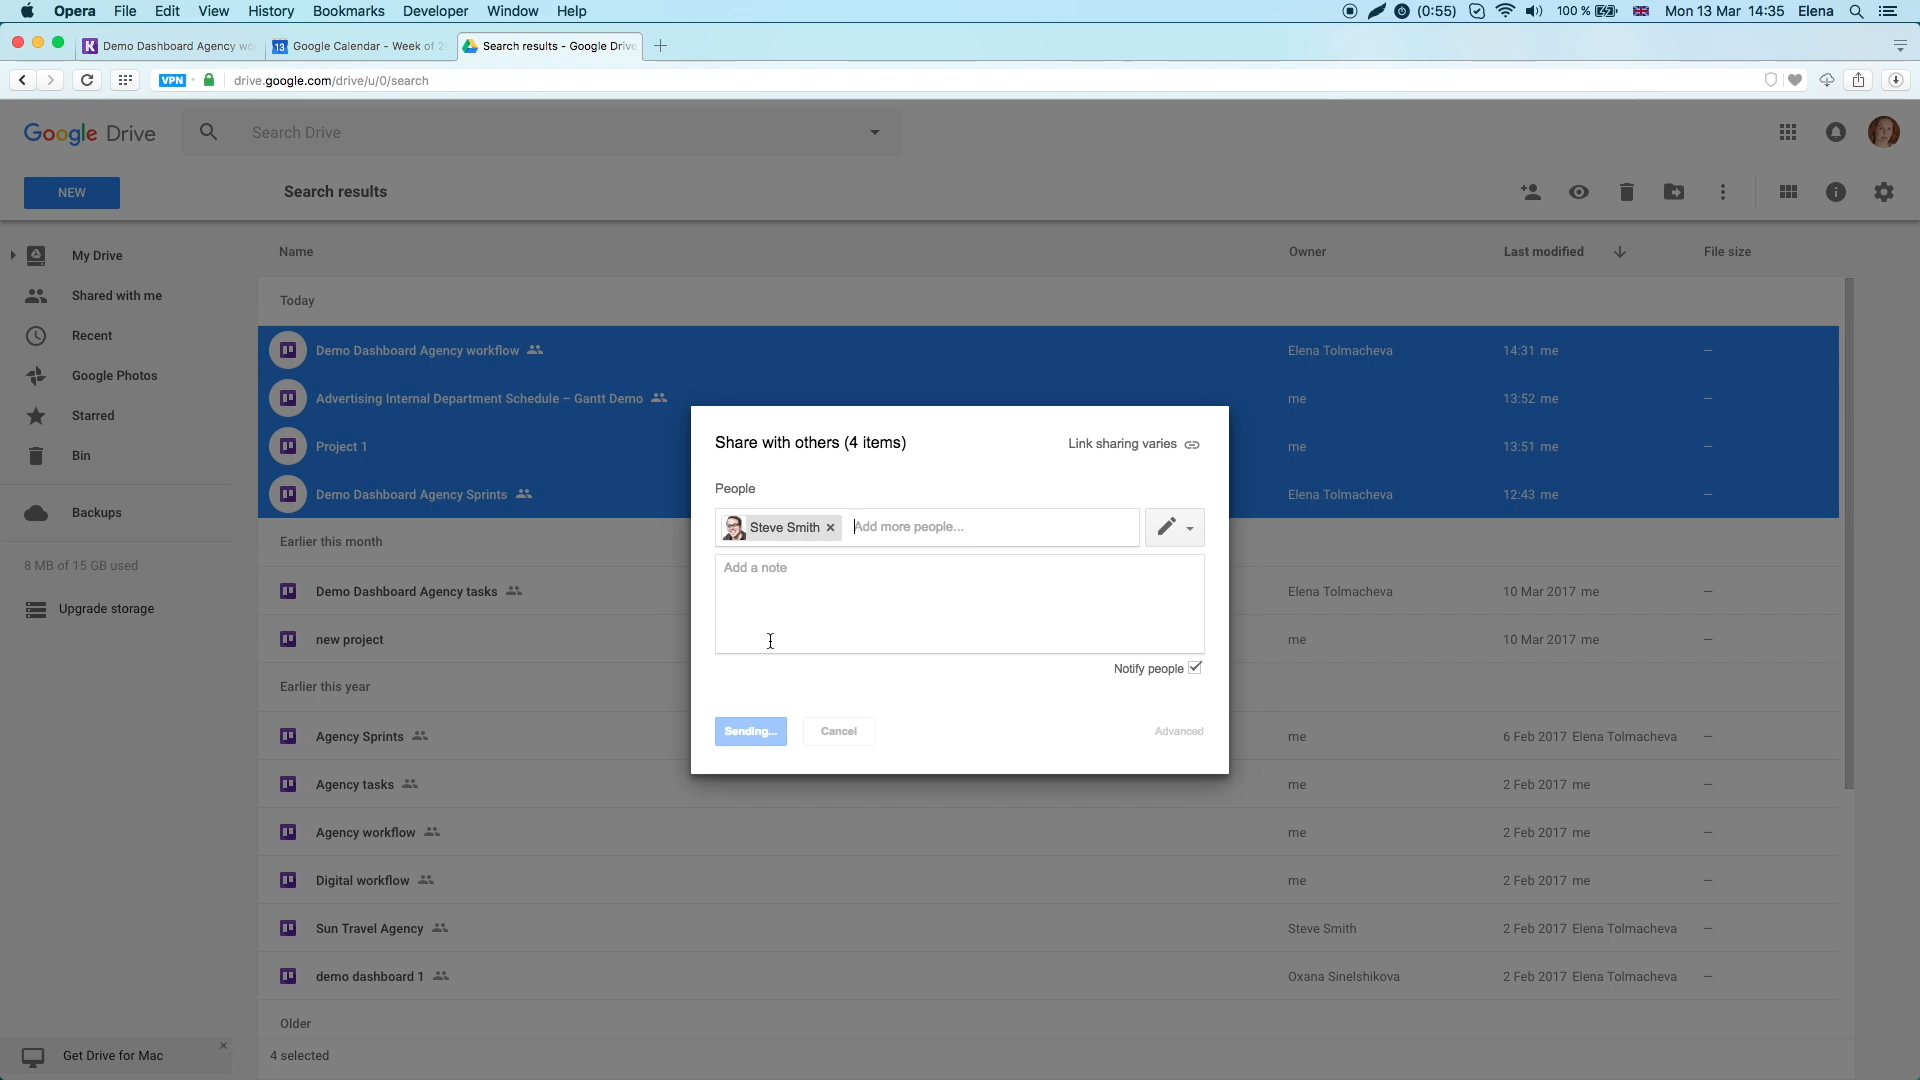 Opera File Edit View History Bookmarks Developer Window Help (0:55) 100 % Mon 13 Mar 14:35 Elena
Demo Dashboard Agency wo
13 Google Calendar - Week of 2
Search results - Google Drive
VPN drive.google.com/drive/u/0/search
Google Drive Search Drive
NEW Search results
My Drive
Shared with me
Recent
Google Photos
Starred
Bin
Backups
8 MB of 15 GB used
Upgrade storage
Get Drive for Mac
Name Owner Last modified File size
Today
Demo Dashboard Agency workflow Elena Tolmacheva 14:31 me –
Advertising Internal Department Schedule – Gantt Demo me 13:52 me –
Project 1 me 13:51 me –
Demo Dashboard Agency Sprints Elena Tolmacheva 12:43 me –
Earlier this month
Demo Dashboard Agency tasks Elena Tolmacheva 10 Mar 2017 me –
new project me 10 Mar 2017 me –
Earlier this year
Agency Sprints me 6 Feb 2017 Elena Tolmacheva –
Agency tasks me 2 Feb 2017 me –
Agency workflow me 2 Feb 2017 me –
Digital workflow me 2 Feb 2017 me –
Sun Travel Agency Steve Smith 2 Feb 2017 Elena Tolmacheva –
demo dashboard 1 Oxana Sinelshikova 2 Feb 2017 Elena Tolmacheva –
Older
4 selected
Share with others (4 items) Link sharing varies
People
Steve Smith Add more people...
Add a note
Notify people
Sending... Cancel Advanced